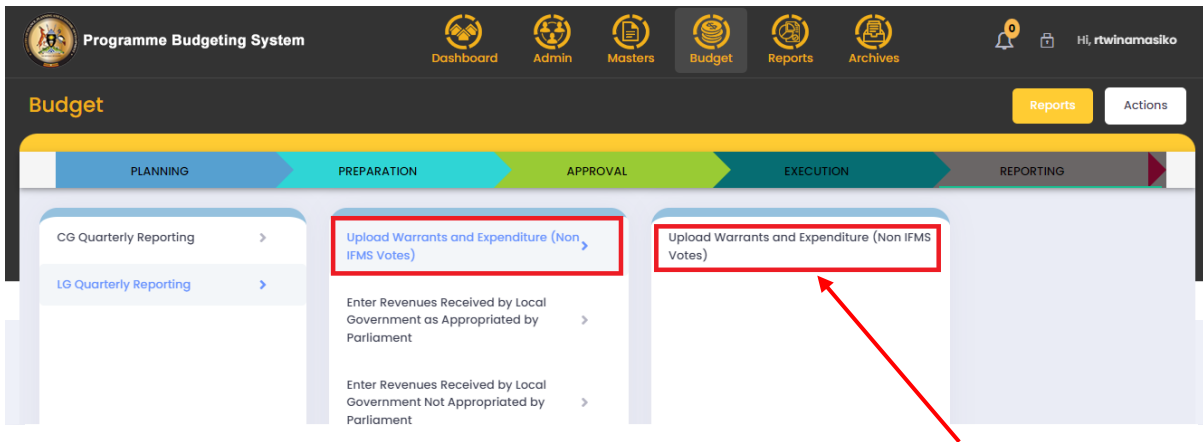 Programme Budgeting System
Dashboard
Admin
Masters
Budget
Reports
Archives
0
Hi, rtwinamasiko
Budget
Reports
Actions
PLANNING
PREPARATION
APPROVAL
EXECUTION
REPORTING
CG Quarterly Reporting
LG Quarterly Reporting
Upload Warrants and Expenditure (Non
IFMS Votes)
Enter Revenues Received by Local
Government as Appropriated by
Parliament
Enter Revenues Received by Local
Government Not Appropriated by
Parliament
Upload Warrants and Expenditure (Non IFMS
Votes)